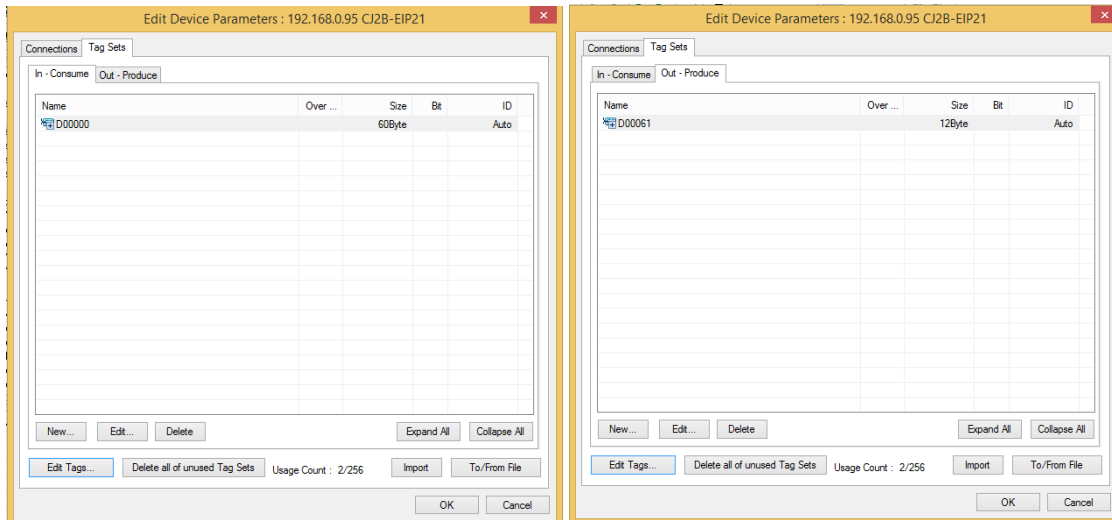 Edit Device Parameters : 192.168.0.95 CJ2B-EIP21
Connections Tag Sets
In - Consume Out - Produce
Name Over ... Size Bit ID
D00000 60Byte Auto
New... Edit... Delete Expand All Collapse All
Edit Tags... Delete all of unused Tag Sets Usage Count : 2/256 Import To/From File
OK Cancel
Edit Device Parameters : 192.168.0.95 CJ2B-EIP21
Connections Tag Sets
In - Consume Out - Produce
Name Over ... Size Bit ID
D00061 12Byte Auto
New... Edit... Delete Expand All Collapse All
Edit Tags... Delete all of unused Tag Sets Usage Count : 2/256 Import To/From File
OK Cancel